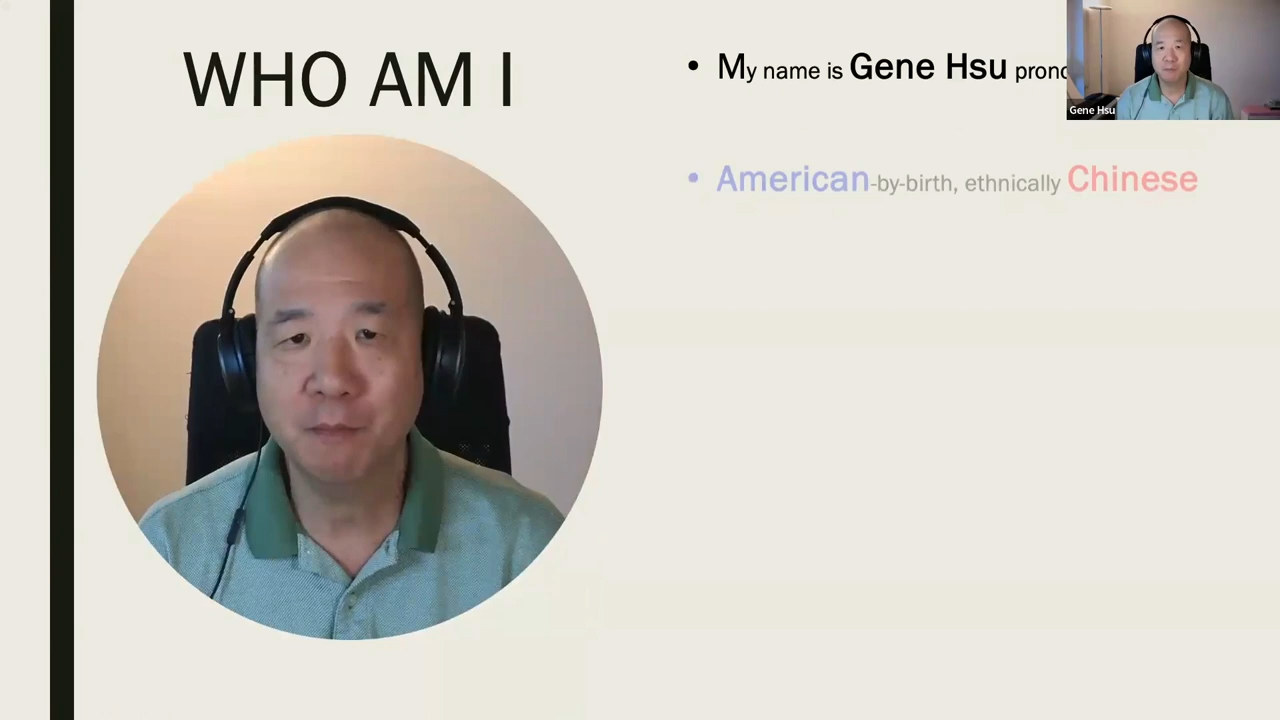 WHO AM I
• My name is Gene Hsu
Gene Hsu
• American-by-birth, ethnically Chinese